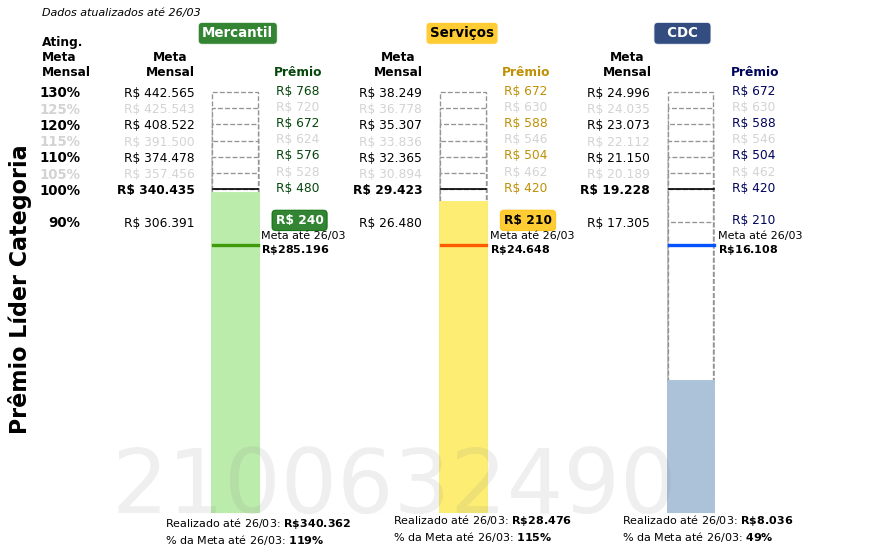 Dados atualizados até 26/03
Mercantil Serviços CDC
Ating.
Meta Meta Meta Meta
Mensal Mensal Prêmio Mensal Prêmio Mensal Prêmio
130% R$ 442.565 R$ 768 R$ 38.249 R$ 672 R$ 24.996 R$ 672
125% R$ 425.543 R$ 720 R$ 36.778 R$ 630 R$ 24.035 R$ 630
120% R$ 408.522 R$ 672 R$ 35.307 R$ 588 R$ 23.073 R$ 588
115% R$ 391.500 R$ 624 R$ 33.836 R$ 546 R$ 22.112 R$ 546
110% R$ 374.478 R$ 576 R$ 32.365 R$ 504 R$ 21.150 R$ 504
105% R$ 357.456 R$ 528 R$ 30.894 R$ 462 R$ 20.189 R$ 462
100% R$ 340.435 R$ 480 R$ 29.423 R$ 420 R$ 19.228 R$ 420
90% R$ 306.391 R$ 240 R$ 26.480 R$ 210 R$ 17.305 R$ 210
Meta até 26/03 Meta até 26/03 Meta até 26/03
R$285.196 R$24.648 R$16.108
Prêmio Líder Categoria
2100632490
Realizado até 26/03: R$340.362 Realizado até 26/03: R$28.476 Realizado até 26/03: R$8.036
% da Meta até 26/03: 119% % da Meta até 26/03: 115% % da Meta até 26/03: 49%